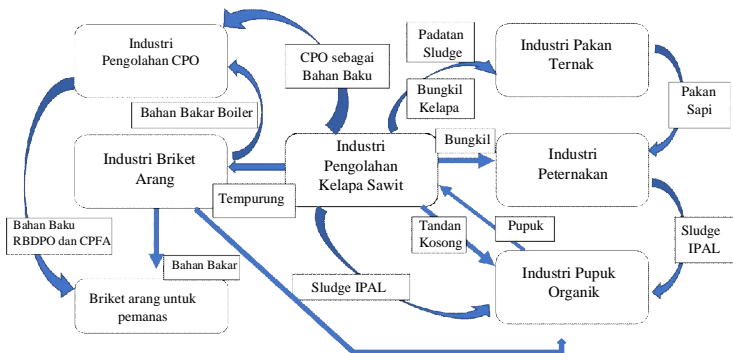 Industri
Pengolahan CPO
CPO sebagai
Bahan Baku
Padatan
Sludge
Industri Pakan
Ternak
Bungkil
Kelapa
Pakan
Sapi
Bahan Bakar Boiler
Industri Briket
Arang
Tempurung
Industri
Pengolahan
Kelapa Sawit
Bungkil
Industri
Peternakan
Bahan Baku
RBDPO dan CPFA
Bahan Bakar
Tandan
Kosong
Pupuk
Sludge
IPAL
Briket arang untuk
pemanas
Sludge IPAL
Industri Pupuk
Organik